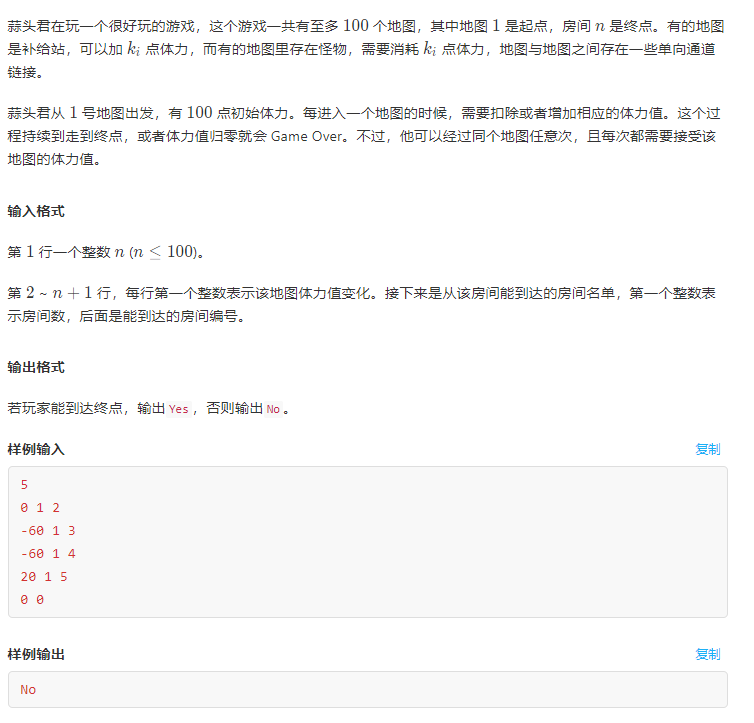 蒜头君在玩一个很好玩的游戏，这个游戏一共有至多 100 个地图，其中地图 1 是起点，房间 n 是终点。有的地图
是补给站，可以加 kᵢ 点体力，而有的地图里存在怪物，需要消耗 kᵢ 点体力，地图与地图之间存在一些单向通道
链接。
蒜头君从 1 号地图出发，有 100 点初始体力。每进入一个地图的时候，需要扣除或者增加相应的体力值。这个过
程持续到走到终点，或者体力值归零就会 Game Over。不过，他可以经过同个地图任意次，且每次都需要接受该
地图的体力值。
输入格式
第 1 行一个整数 n (n ≤ 100)。
第 2 ~ n + 1 行，每行第一个整数表示该地图体力值变化。接下来是从该房间能到达的房间名单，第一个整数表
示房间数，后面是能到达的房间编号。
输出格式
若玩家能到达终点，输出 Yes ，否则输出 No 。
样例输入 复制
5
0 1 2
-60 1 3
-60 1 4
20 1 5
0 0
样例输出 复制
No